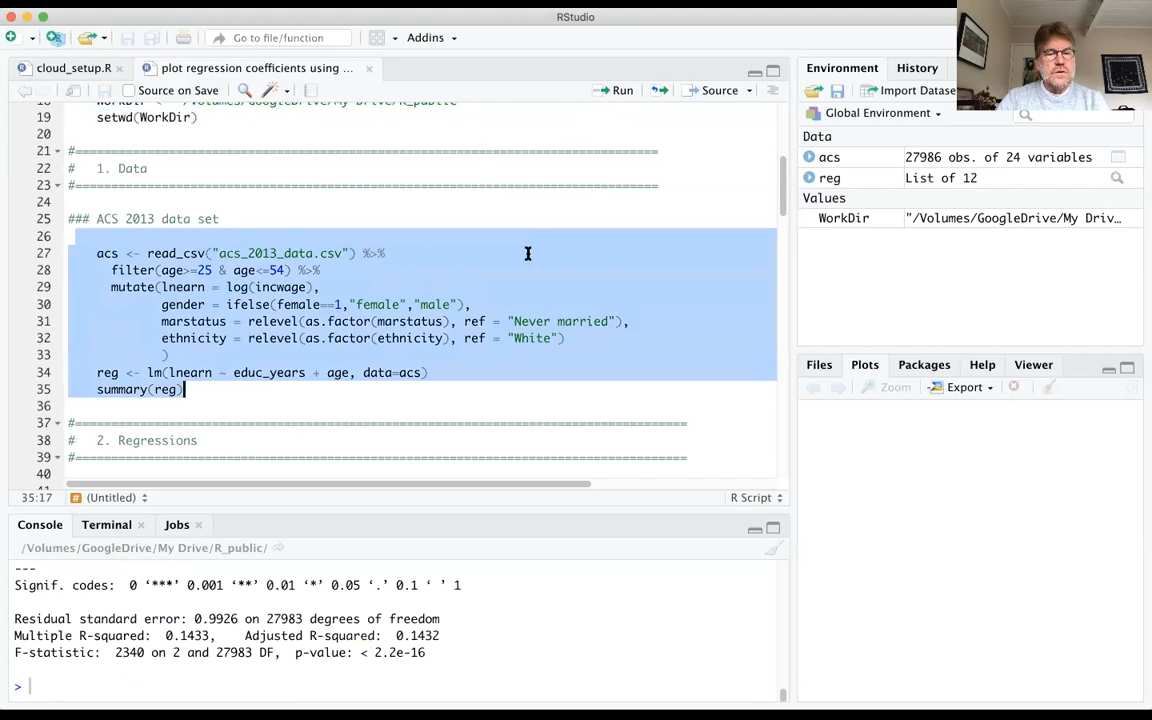 RStudio
Go to file/function
Addins
cloud_setup.R
plot regression coefficients using ...
Source on Save
Run
Source
18 WorkDir <- "/Volumes/GoogleDrive/My Drive/R_public"
19 setwd(WorkDir)
20
21 #=================================================================================
22 #   1. Data
23 #=================================================================================
24
25 ### ACS 2013 data set
26
27 acs <- read_csv("acs_2013_data.csv") %>%
28 filter(age>=25 & age<=54) %>%
29 mutate(lnearn = log(incwage),
30 gender = ifelse(female==1,"female","male"),
31 marstatus = relevel(as.factor(marstatus), ref = "Never married"),
32 ethnicity = relevel(as.factor(ethnicity), ref = "White")
33 )
34 reg <- lm(lnearn ~ educ_years + age, data=acs)
35 summary(reg)
36
37 #=====================================================================================
38 #   2. Regressions
39 #=====================================================================================
40
35:17
# (Untitled)
R Script
Console
Terminal
Jobs
/Volumes/GoogleDrive/My Drive/R_public/
---
Signif. codes:  0 ‘***’ 0.001 ‘**’ 0.01 ‘*’ 0.05 ‘.’ 0.1 ‘ ’ 1
Residual standard error: 0.9926 on 27983 degrees of freedom
Multiple R-squared:  0.1433,    Adjusted R-squared:  0.1432
F-statistic:  2340 on 2 and 27983 DF,  p-value: < 2.2e-16
>
Environment
History
Import Datase
Global Environment
Data
acs 27986 obs. of 24 variables
reg List of 12
Values
WorkDir "/Volumes/GoogleDrive/My Driv…
Files
Plots
Packages
Help
Viewer
Zoom
Export